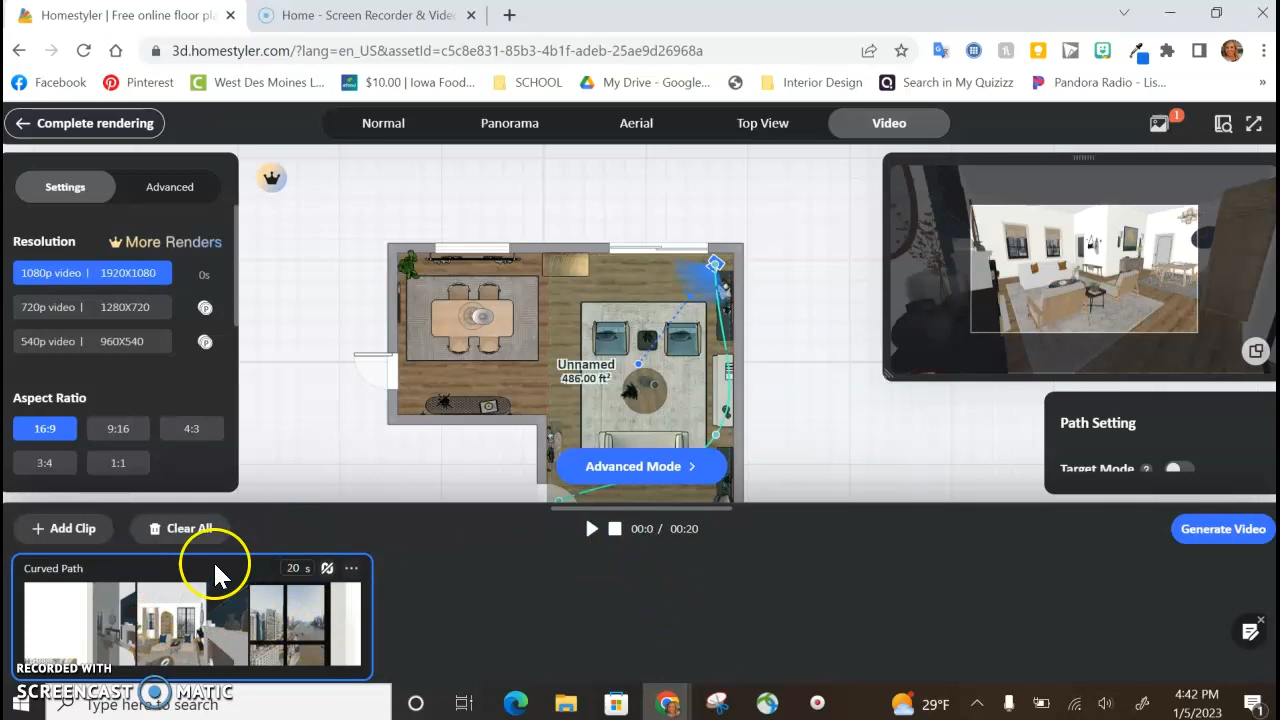 Homestyler | Free online floor pla
Home - Screen Recorder & Video
3d.homestyler.com/?lang=en_US&assetId=c5c8e831-85b3-4b1f-adeb-25ae9d26968a
Facebook
Pinterest
West Des Moines L...
$10.00 | Iowa Food...
SCHOOL
My Drive - Google...
Interior Design
Search in My Quizizz
Pandora Radio - Lis...
»
Complete rendering
Normal
Panorama
Aerial
Top View
Video
1
Settings
Advanced
Resolution
More Renders
1080p video | 1920X1080
0s
720p video | 1280X720
540p video | 960X540
Aspect Ratio
16:9
9:16
4:3
3:4
1:1
Unnamed
486.00 ft²
Advanced Mode >
Path Setting
Target Mode ?
+ Add Clip
Clear All
00:0 / 00:20
Generate Video
Curved Path
20 s
...
RECORDED WITH
SCREENCAST MATIC
Type here to search
29°F
4:42 PM
1/5/2023
1